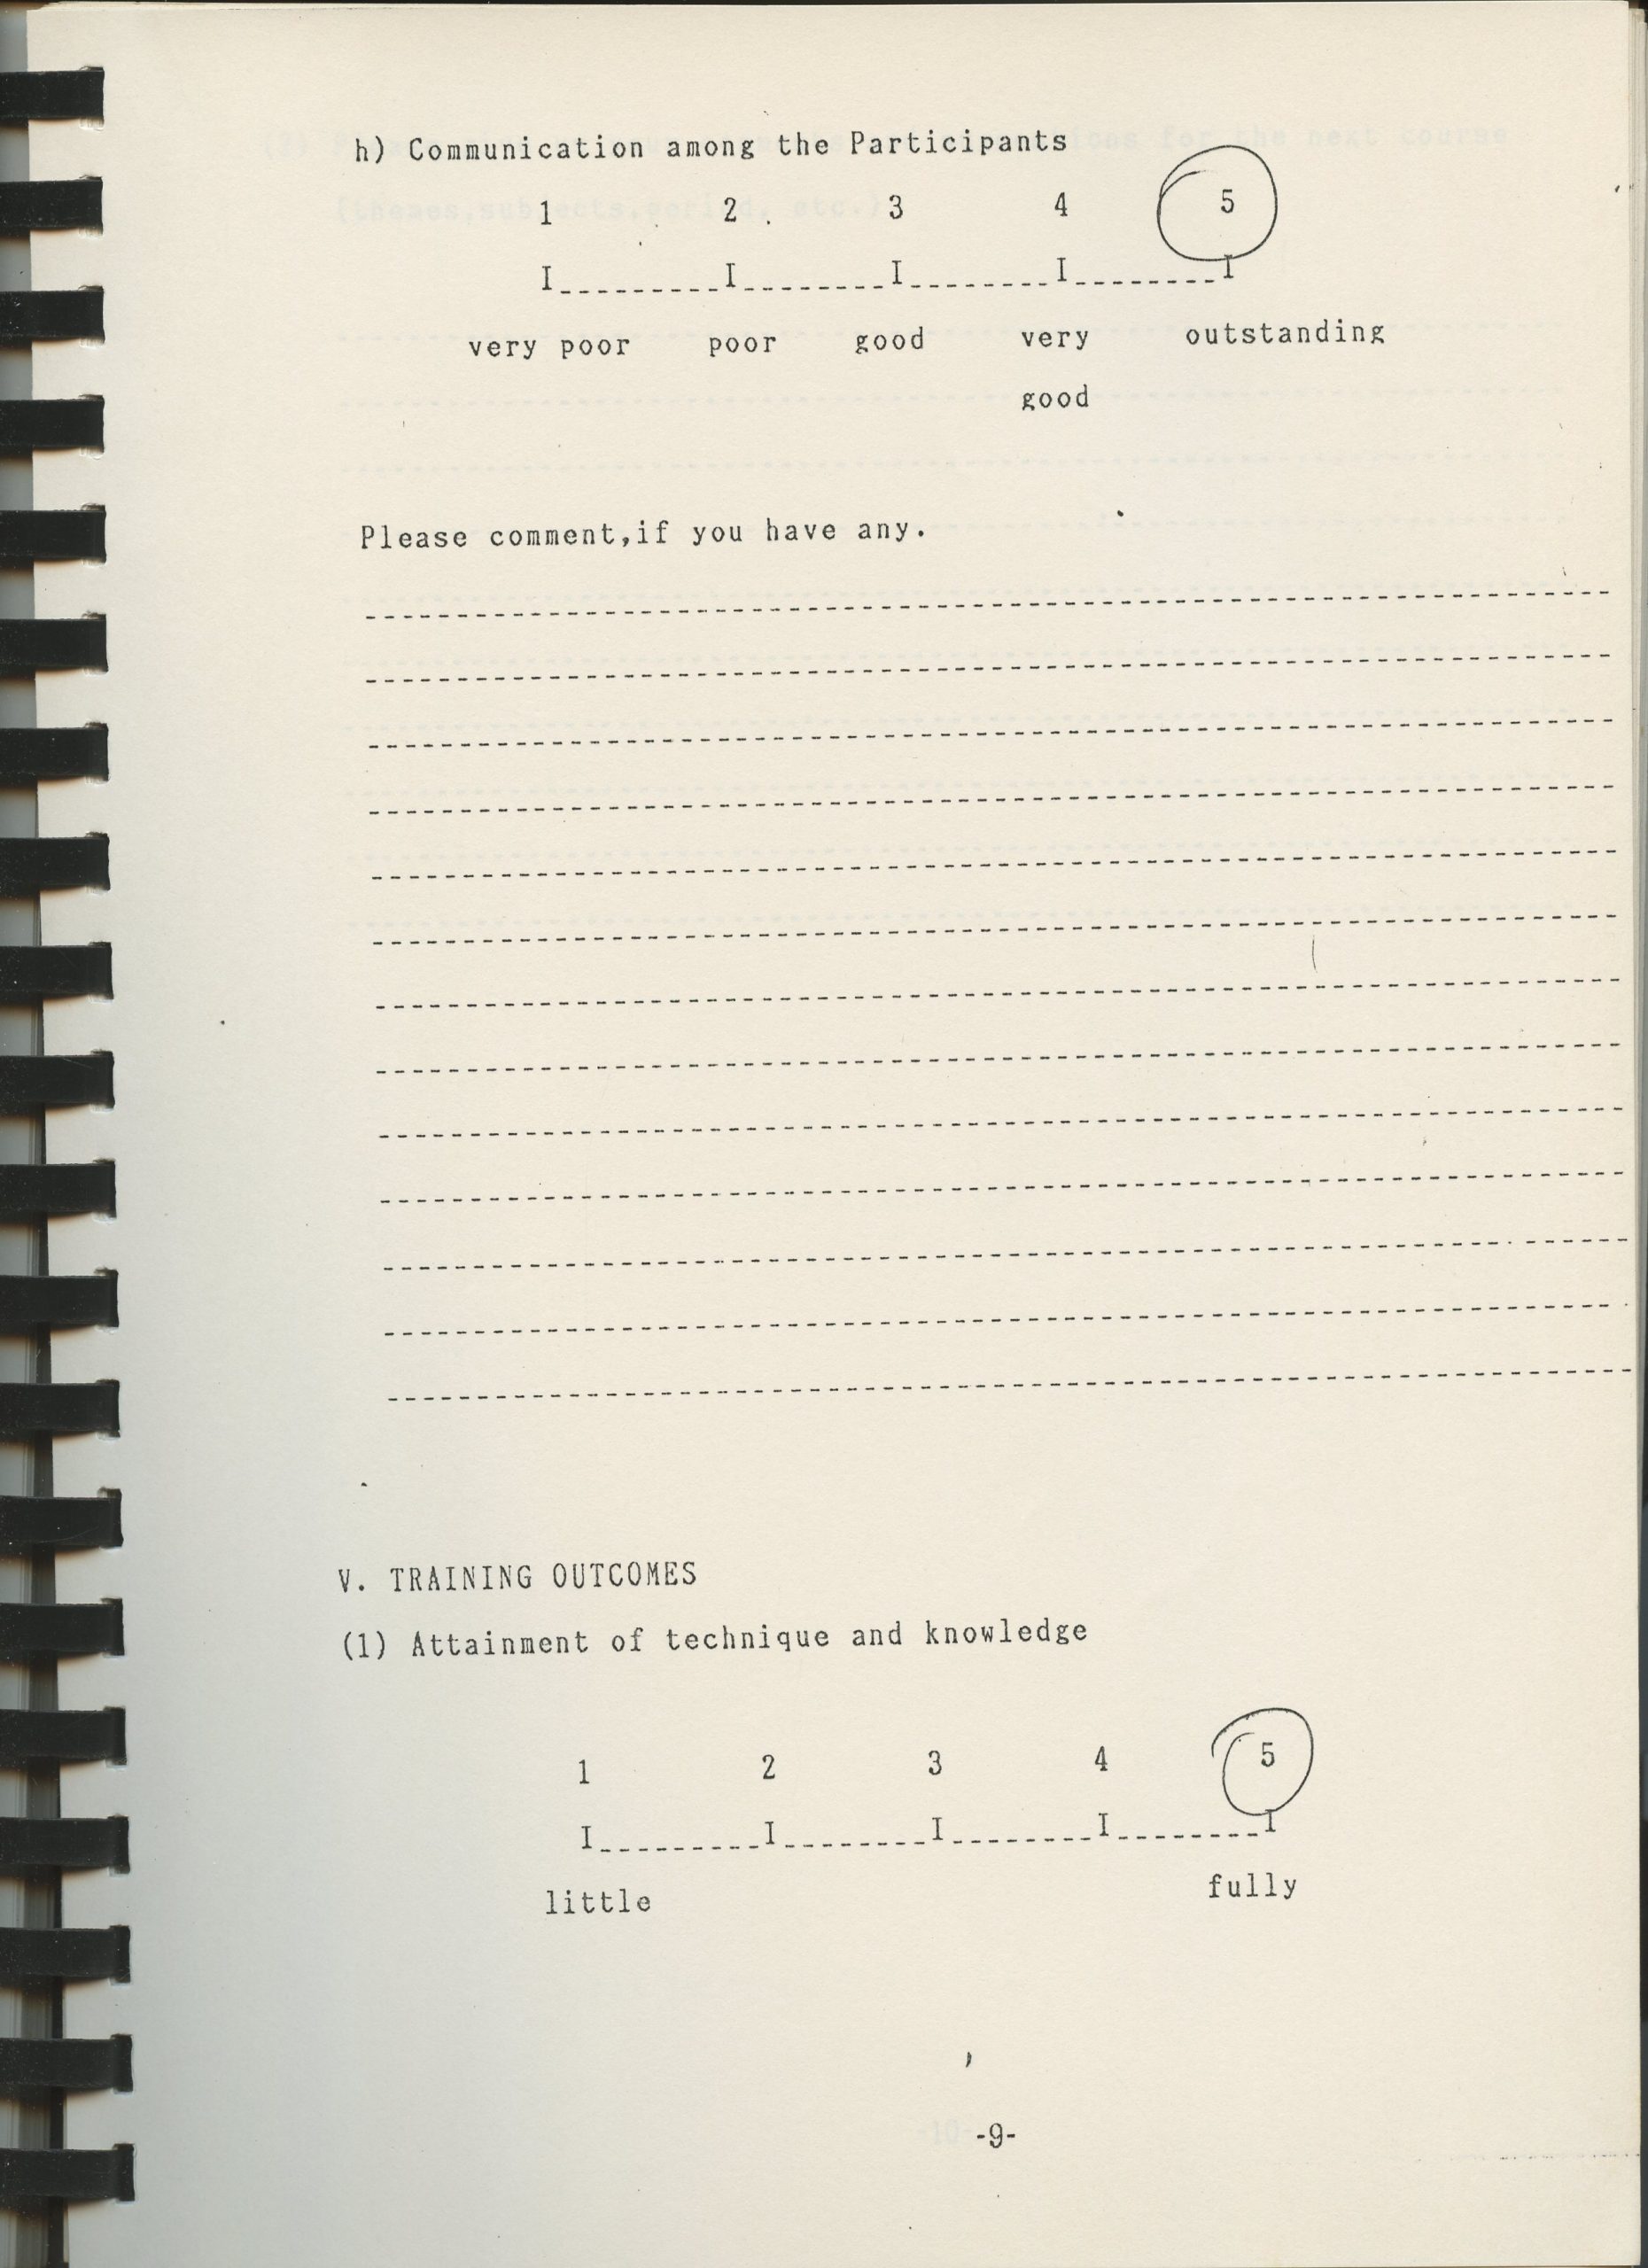 h) Communication among the Participants
1 2 3 4 5
I_________I________I________I________I
very poor poor good very outstanding
good
Please comment,if you have any.
V. TRAINING OUTCOMES
(1) Attainment of technique and knowledge
1 2 3 4 5
I_________I________I________I________I
little fully
-9-